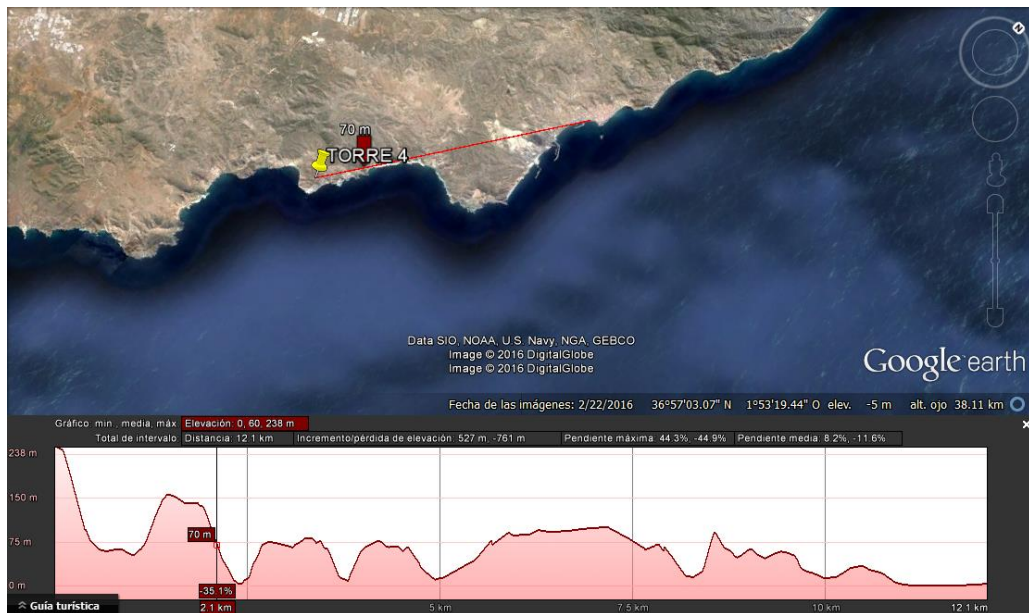 N
70 m
TORRE 4
Data SIO, NOAA, U.S. Navy, NGA, GEBCO
Image © 2016 DigitalGlobe
Image © 2016 DigitalGlobe
Google earth
Fecha de las imágenes: 2/22/2016 36°57'03.07" N 1°53'19.44" O elev. -5 m alt. ojo 38.11 km
Gráfico: mín., media, máx. Elevación: 0, 60, 238 m
Total de intervalo Distancia: 12.1 km Incremento/pérdida de elevación: 527 m, -761 m Pendiente máxima: 44.3%, -44.9% Pendiente media: 8.2%, -11.6%
238 m
150 m
70 m
75 m
0 m
-35.1%
Guía turística
2.1 km 5 km 7.5 km 10 km 12.1 km